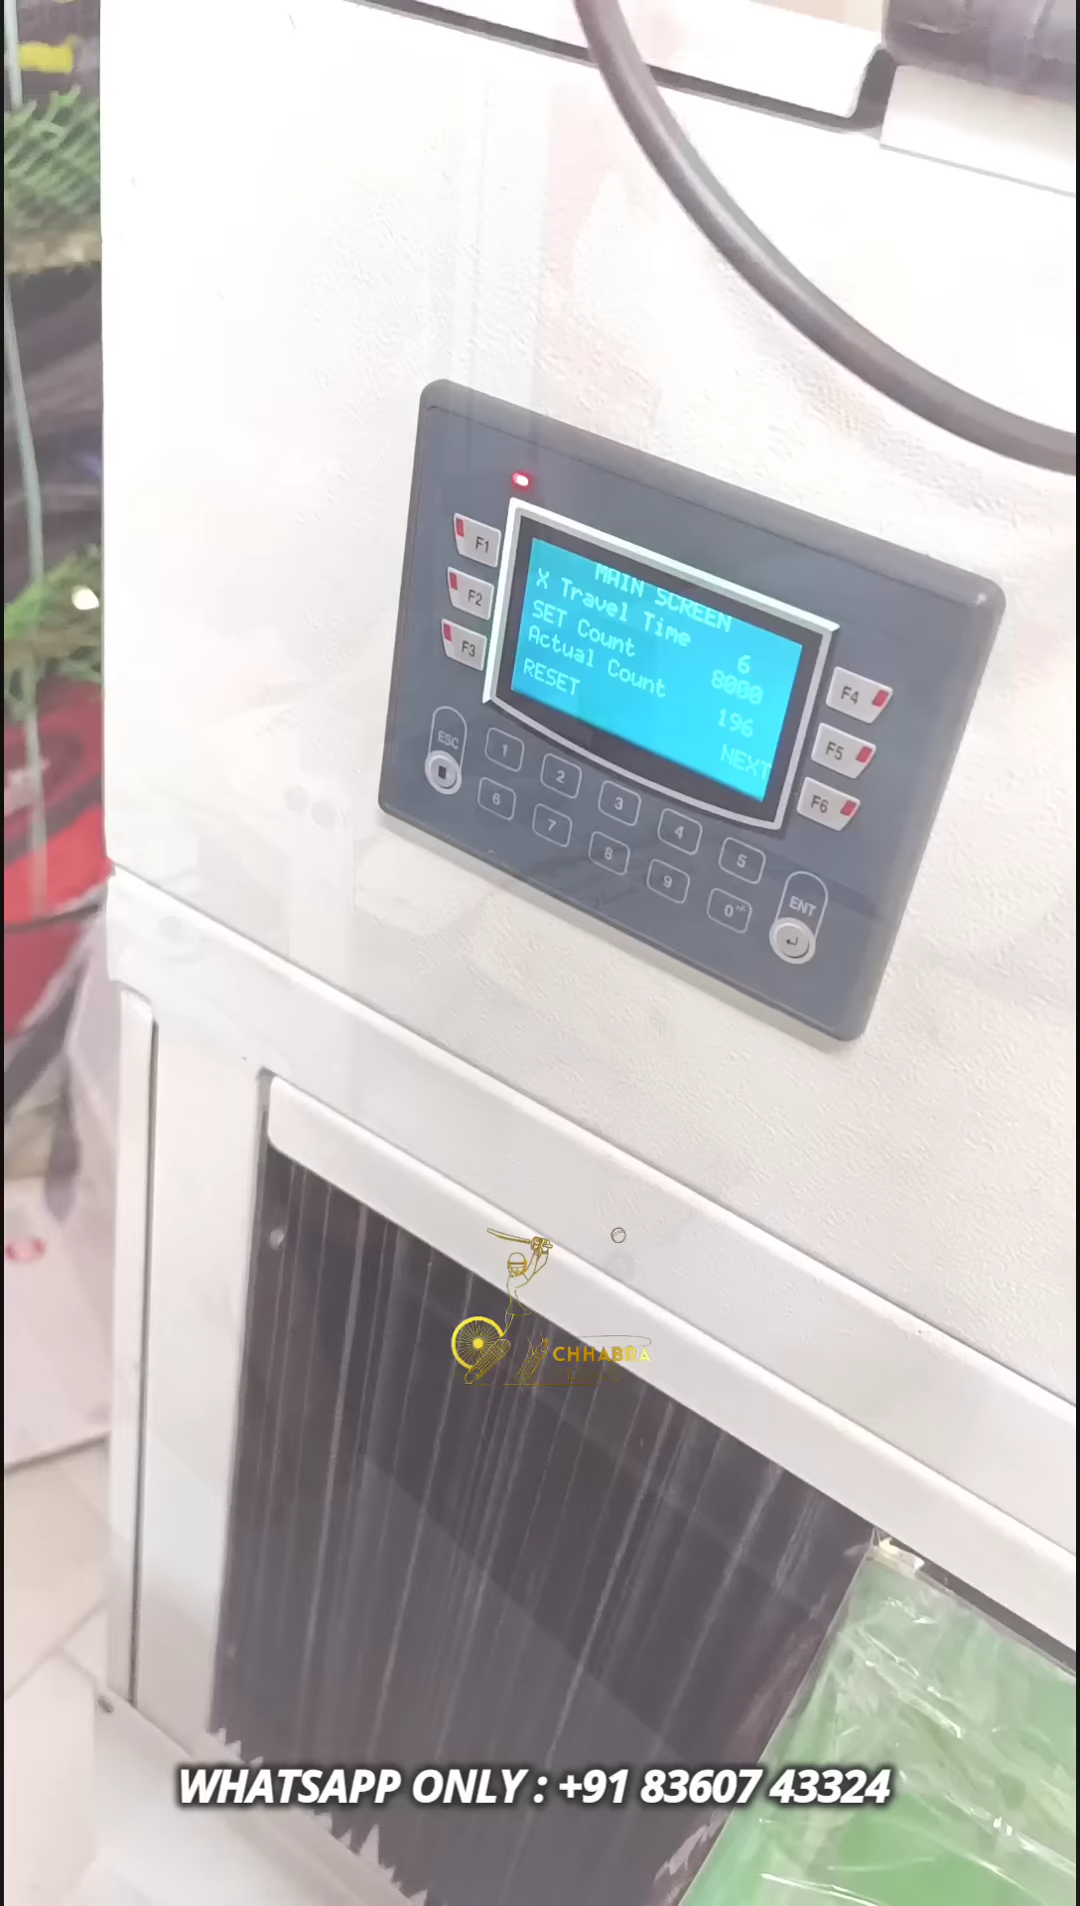 MAIN SCREEN
X Travel Time 6
SET Count 8000
Actual Count 196
RESET NEXT
F1
F2
F3
F4
F5
F6
ESC
1
2
3
4
5
6
7
8
9
0
ENT
CHHABRA
WHATSAPP ONLY : +91 83607 43324